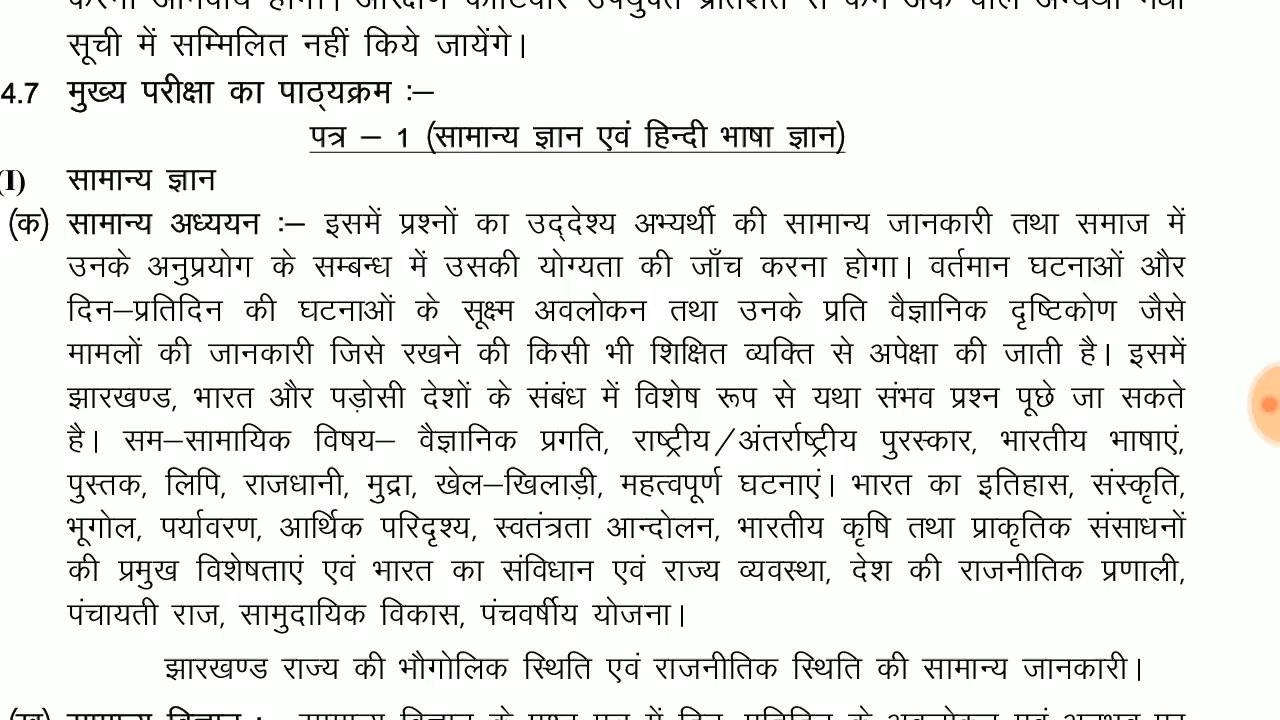 सूची में सम्मिलित नहीं किये जायेंगे।
4.7 मुख्य परीक्षा का पाठ्यक्रम :–
पत्र – 1 (सामान्य ज्ञान एवं हिन्दी भाषा ज्ञान)
(I) सामान्य ज्ञान
(क) सामान्य अध्ययन :– इसमें प्रश्नों का उद्देश्य अभ्यर्थी की सामान्य जानकारी तथा समाज में
उनके अनुप्रयोग के सम्बन्ध में उसकी योग्यता की जाँच करना होगा। वर्तमान घटनाओं और
दिन–प्रतिदिन की घटनाओं के सूक्ष्म अवलोकन तथा उनके प्रति वैज्ञानिक दृष्टिकोण जैसे
मामलों की जानकारी जिसे रखने की किसी भी शिक्षित व्यक्ति से अपेक्षा की जाती है। इसमें
झारखण्ड, भारत और पड़ोसी देशों के संबंध में विशेष रूप से यथा संभव प्रश्न पूछे जा सकते
है। सम–सामायिक विषय– वैज्ञानिक प्रगति, राष्ट्रीय/अंतर्राष्ट्रीय पुरस्कार, भारतीय भाषाएं,
पुस्तक, लिपि, राजधानी, मुद्रा, खेल–खिलाड़ी, महत्वपूर्ण घटनाएं। भारत का इतिहास, संस्कृति,
भूगोल, पर्यावरण, आर्थिक परिदृश्य, स्वतंत्रता आन्दोलन, भारतीय कृषि तथा प्राकृतिक संसाधनों
की प्रमुख विशेषताएं एवं भारत का संविधान एवं राज्य व्यवस्था, देश की राजनीतिक प्रणाली,
पंचायती राज, सामुदायिक विकास, पंचवर्षीय योजना।
झारखण्ड राज्य की भौगोलिक स्थिति एवं राजनीतिक स्थिति की सामान्य जानकारी।